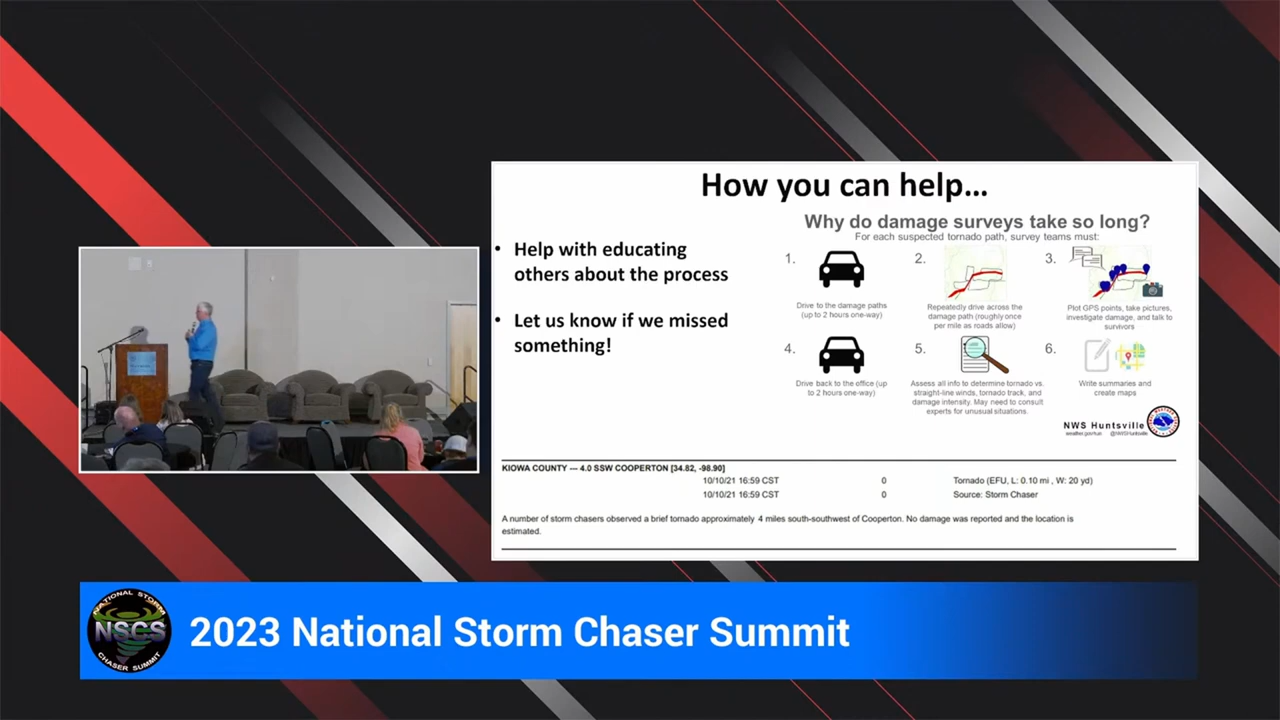 How you can help...
• Help with educating
others about the process
• Let us know if we missed
something!
Why do damage surveys take so long?
For each suspected tornado path, survey teams must:
1.
Drive to the damage paths
(up to 2 hours one-way)
2.
Repeatedly drive across the
damage path (roughly once
per mile as roads allow)
3.
Plot GPS points, take pictures,
investigate damage, and talk to
survivors
4.
Drive back to the office (up
to 2 hours one-way)
5.
Assess all info to determine tornado vs.
straight-line winds, tornado track, and
damage intensity. May need to consult
experts for unusual situations.
6.
Write summaries and
create maps
NWS Huntsville
weather.gov/hun @NWSHuntsville
KIOWA COUNTY --- 4.0 SSW COOPERTON [34.82, -98.90]
10/10/21 16:59 CST 0 Tornado (EFU, L: 0.10 mi , W: 20 yd)
10/10/21 16:59 CST 0 Source: Storm Chaser
A number of storm chasers observed a brief tornado approximately 4 miles south-southwest of Cooperton. No damage was reported and the location is
estimated.
NATIONAL STORM
NSCS
CHASER SUMMIT
2023 National Storm Chaser Summit